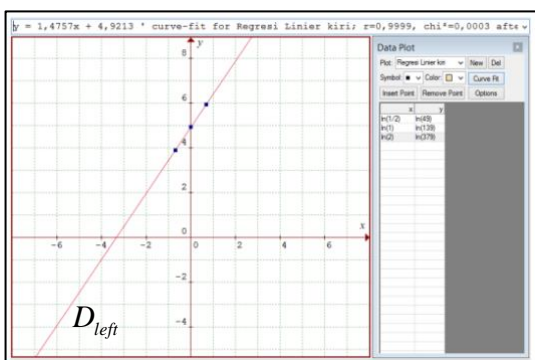 y = 1,4757x + 4,9213 ' curve-fit for Regresi Linier kiri; r=0,9999, chi²=0,0003 afte
Data Plot
Plot: Regresi Linier kiri New Del
Symbol: Color: Curve Fit
Insert Point Remove Point Options
x y
ln(1/2) ln(49)
ln(1) ln(139)
ln(2) ln(379)
y
8
6
4
2
0
x
-6 -4 -2 0 2 4 6
-2
-4
D left